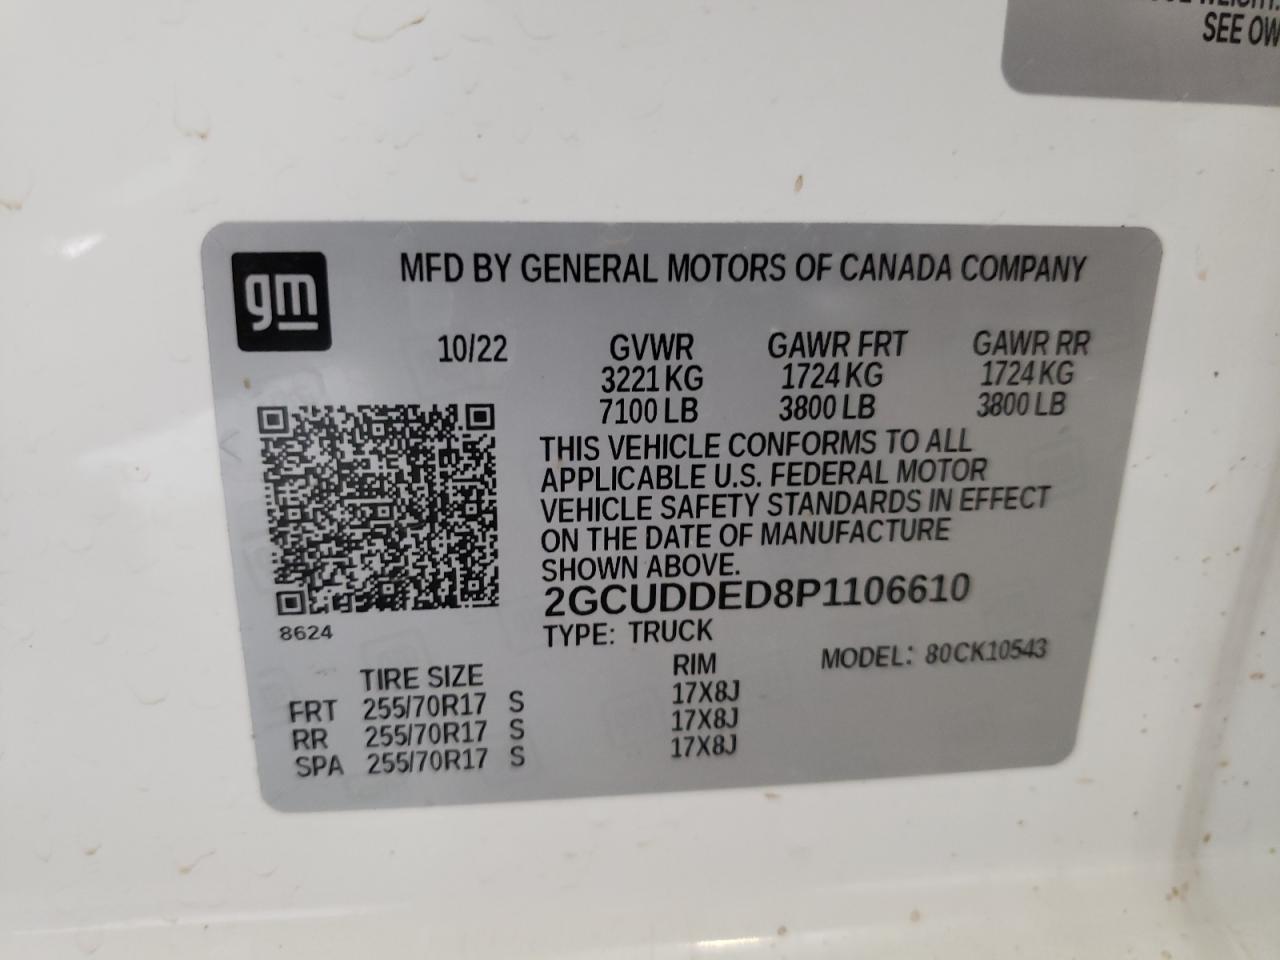 SEE OW
gm
MFD BY GENERAL MOTORS OF CANADA COMPANY
10/22 GVWR GAWR FRT GAWR RR
3221 KG 1724 KG 1724 KG
7100 LB 3800 LB 3800 LB
THIS VEHICLE CONFORMS TO ALL
APPLICABLE U.S. FEDERAL MOTOR
VEHICLE SAFETY STANDARDS IN EFFECT
ON THE DATE OF MANUFACTURE
SHOWN ABOVE.
2GCUDDED8P1106610
8624
TYPE: TRUCK
MODEL: 80CK10543
TIRE SIZE RIM
FRT 255/70R17 S 17X8J
RR 255/70R17 S 17X8J
SPA 255/70R17 S 17X8J